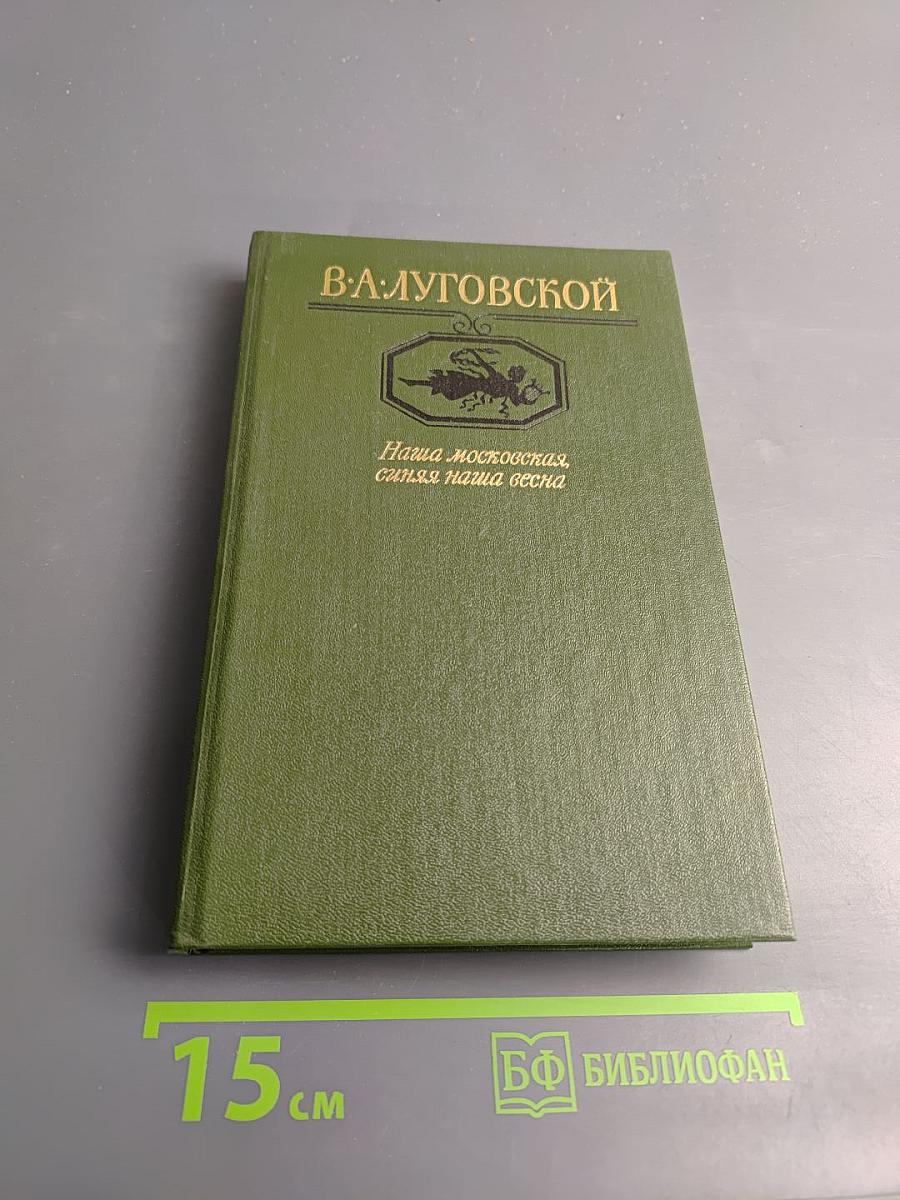 В·А·ЛУГОВСКОЙ
Наша московская,
синяя наша весна
15 см
БФ БИБЛИОФАН